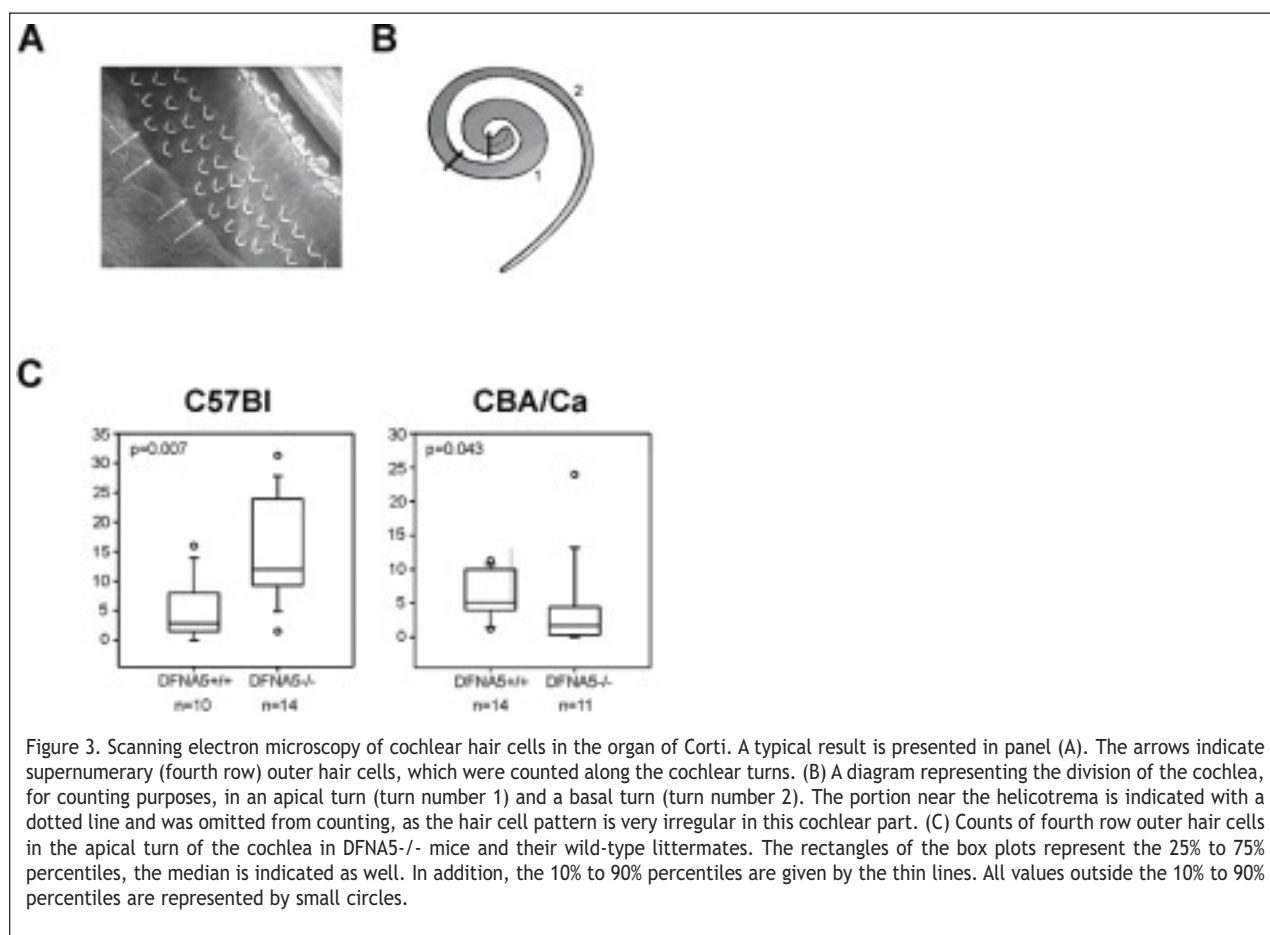 A
B
2
1
C
C57Bl
CBA/Ca
35
30
25
20
15
10
5
0
p=0.007
DFNA5+/+ DFNA5-/-
n=10 n=14
30
25
20
15
10
5
0
p=0.043
DFNA5+/+ DFNA5-/-
n=14 n=11
Figure 3. Scanning electron microscopy of cochlear hair cells in the organ of Corti. A typical result is presented in panel (A). The arrows indicate
supernumerary (fourth row) outer hair cells, which were counted along the cochlear turns. (B) A diagram representing the division of the cochlea,
for counting purposes, in an apical turn (turn number 1) and a basal turn (turn number 2). The portion near the helicotrema is indicated with a
dotted line and was omitted from counting, as the hair cell pattern is very irregular in this cochlear part. (C) Counts of fourth row outer hair cells
in the apical turn of the cochlea in DFNA5-/- mice and their wild-type littermates. The rectangles of the box plots represent the 25% to 75%
percentiles, the median is indicated as well. In addition, the 10% to 90% percentiles are given by the thin lines. All values outside the 10% to 90%
percentiles are represented by small circles.